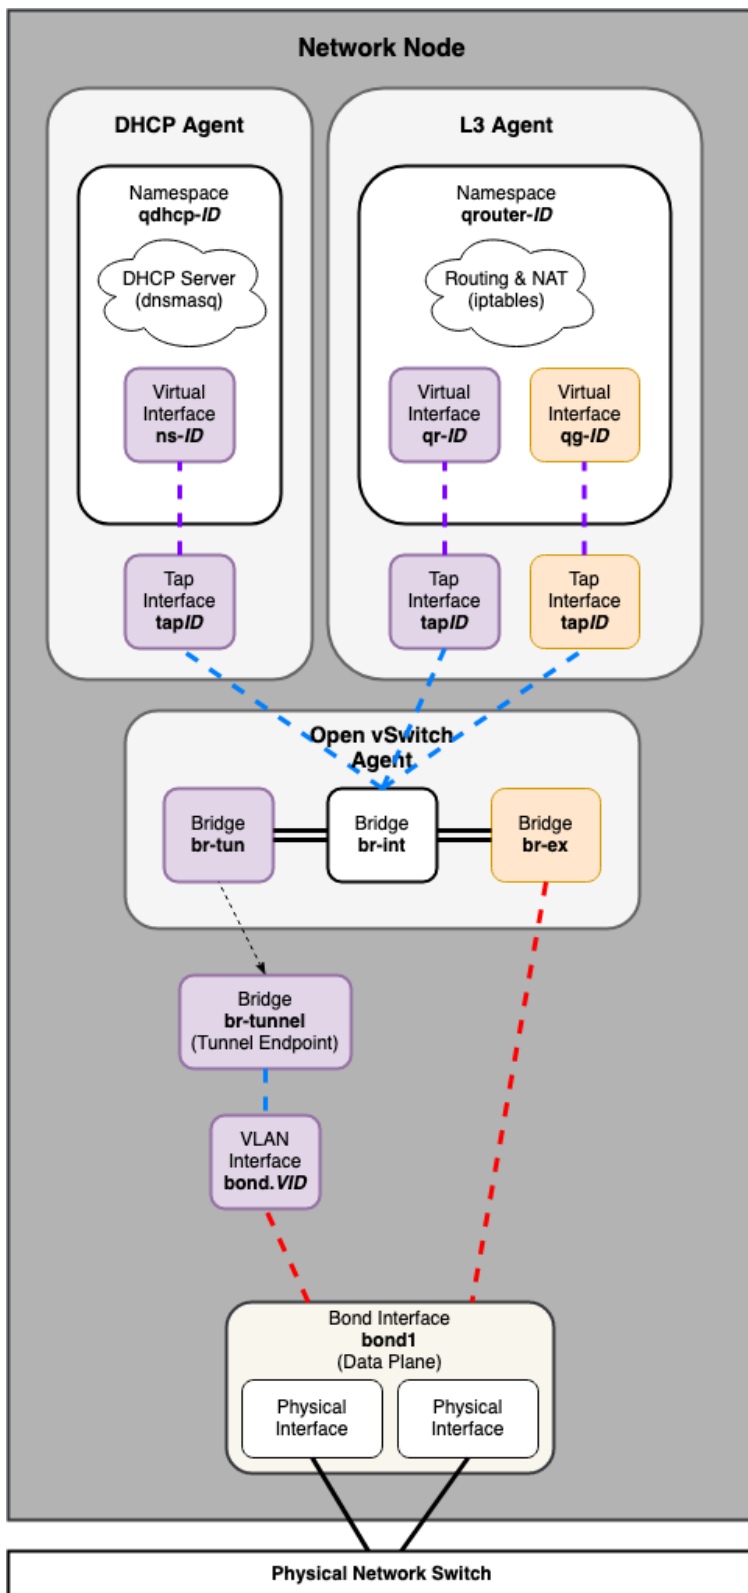 Network Node
DHCP Agent
Namespace
qdhcp-ID
DHCP Server
(dnsmasq)
Virtual
Interface
ns-ID
Tap
Interface
tapID
L3 Agent
Namespace
qrouter-ID
Routing & NAT
(iptables)
Virtual
Interface
qr-ID
Virtual
Interface
qg-ID
Tap
Interface
tapID
Tap
Interface
tapID
Open vSwitch
Agent
Bridge
br-tun
Bridge
br-int
Bridge
br-ex
Bridge
br-tunnel
(Tunnel Endpoint)
VLAN
Interface
bond.VID
Bond Interface
bond1
(Data Plane)
Physical
Interface
Physical
Interface
Physical Network Switch